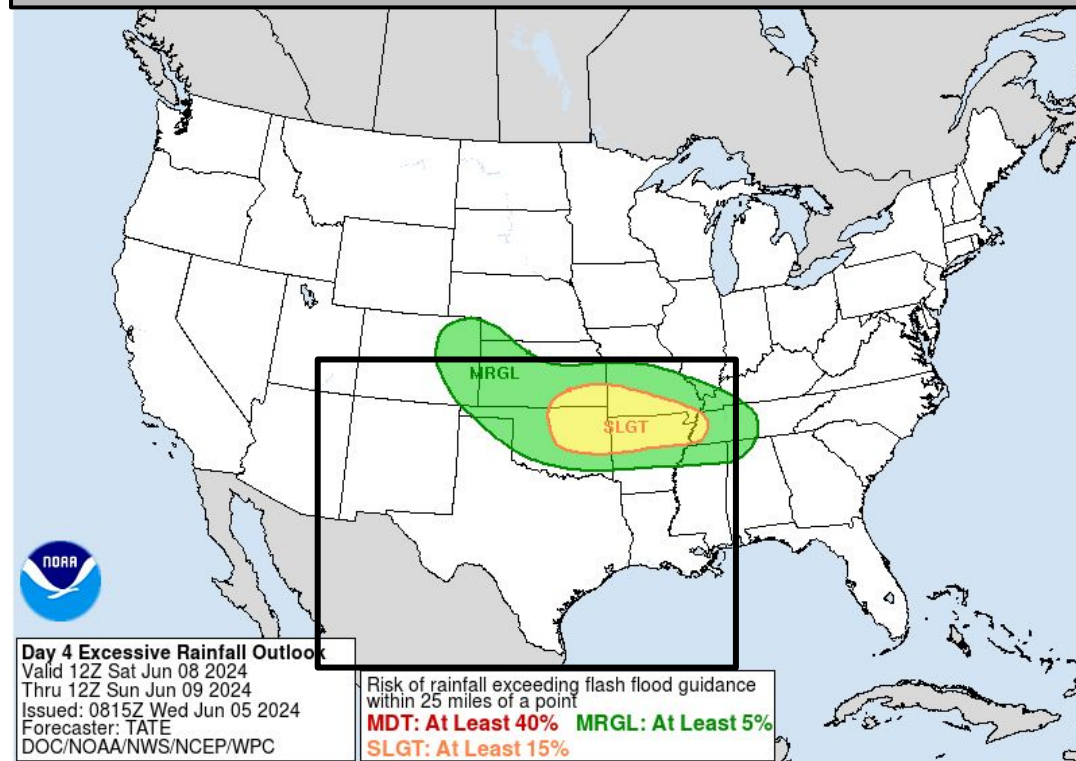 MRGL
SLGT
NOAA
Day 4 Excessive Rainfall Outlook
Valid 12Z Sat Jun 08 2024
Thru 12Z Sun Jun 09 2024
Issued: 0815Z Wed Jun 05 2024
Forecaster: TATE
DOC/NOAA/NWS/NCEP/WPC
Risk of rainfall exceeding flash flood guidance
within 25 miles of a point
MDT: At Least 40% MRGL: At Least 5%
SLGT: At Least 15%